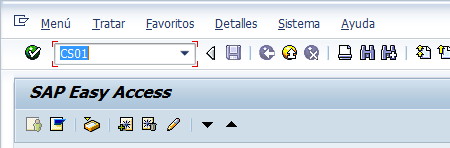 Menú Tratar Favoritos Detalles Sistema Ayuda
CS01
SAP Easy Access